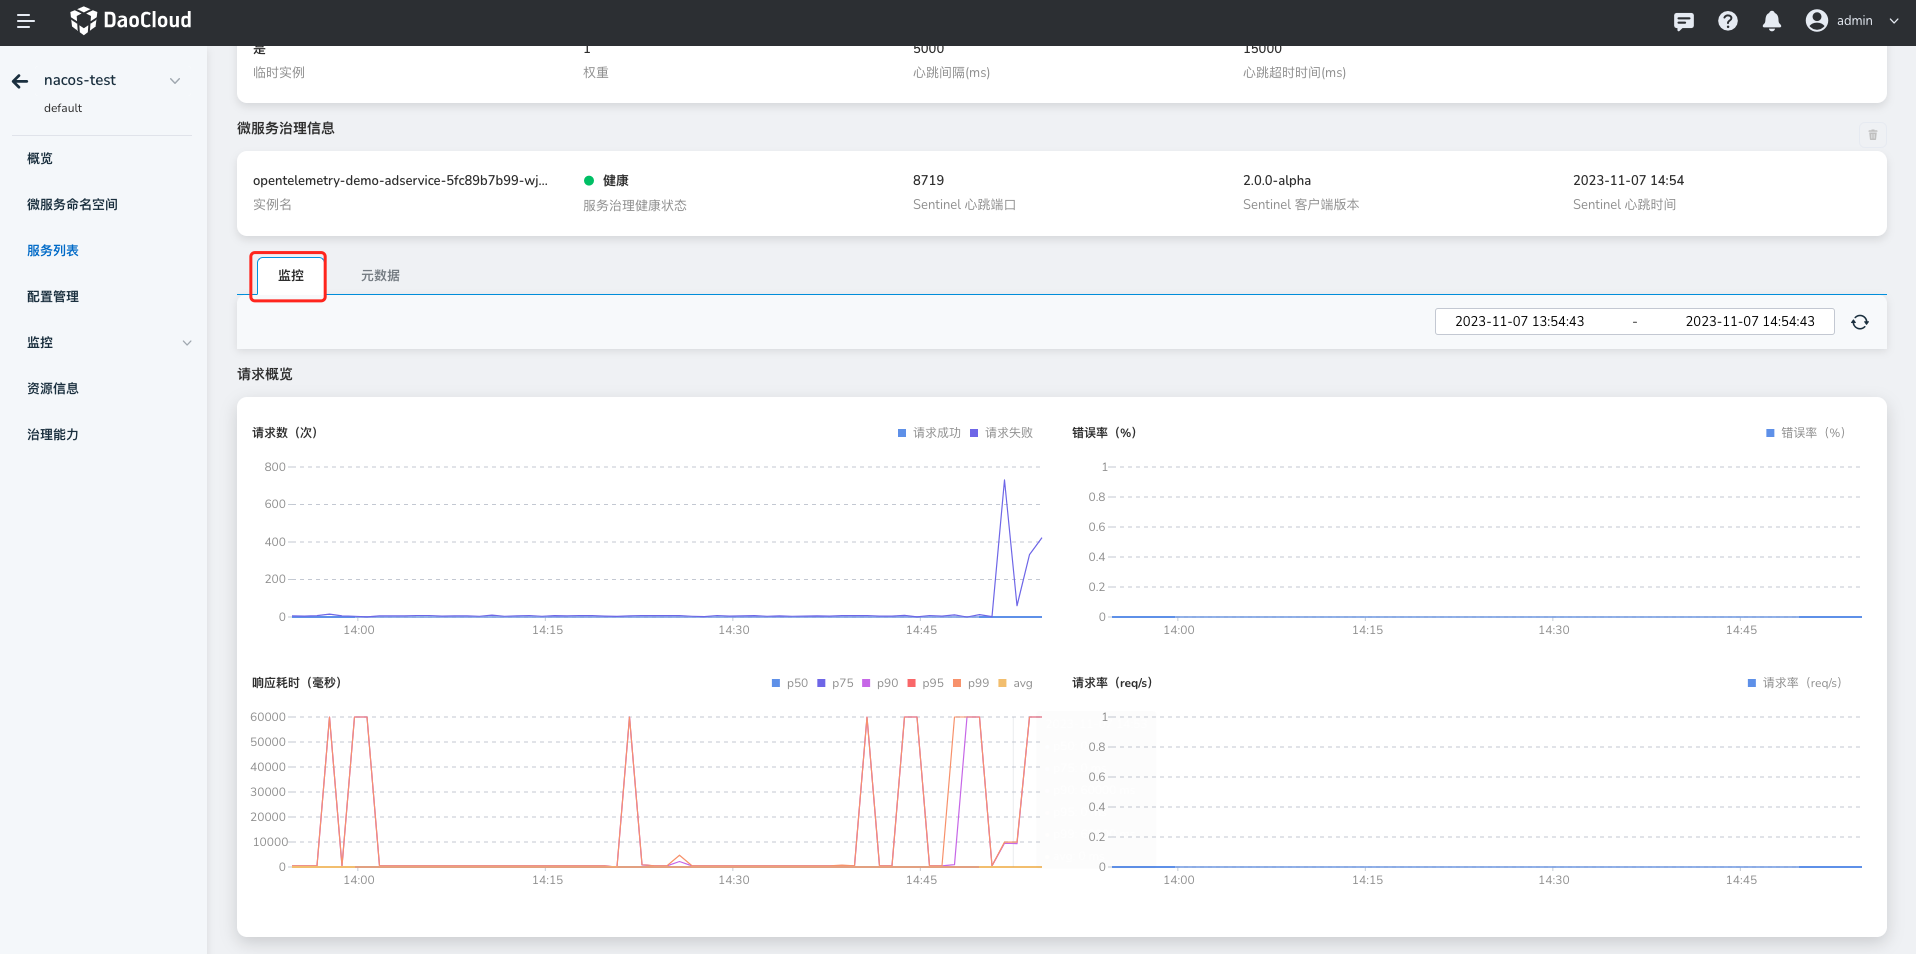 DaoCloud
admin
nacos-test
default
概览
微服务命名空间
服务列表
配置管理
监控
资源信息
治理能力
是 1 5000 15000
临时实例 权重 心跳间隔(ms) 心跳超时时间(ms)
微服务治理信息
opentelemetry-demo-adservice-5fc89b7b99-wj... 健康 8719 2.0.0-alpha 2023-11-07 14:54
实例名 服务治理健康状态 Sentinel 心跳端口 Sentinel 客户端版本 Sentinel 心跳时间
监控 元数据
2023-11-07 13:54:43 - 2023-11-07 14:54:43
请求概览
请求数（次） 请求成功 请求失败
800
600
400
200
0
14:00 14:15 14:30 14:45
错误率（%） 错误率（%）
1
0.8
0.6
0.4
0.2
0
14:00 14:15 14:30 14:45
响应耗时（毫秒） p50 p75 p90 p95 p99 avg
60000
50000
40000
30000
20000
10000
0
14:00 14:15 14:30 14:45
请求率（req/s） 请求率（req/s）
1
0.8
0.6
0.4
0.2
0
14:00 14:15 14:30 14:45